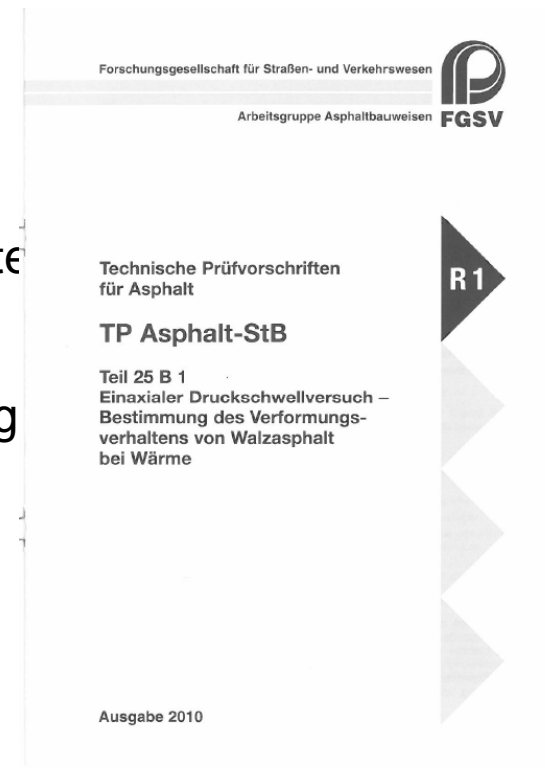 Forschungsgesellschaft für Straßen- und Verkehrswesen
Arbeitsgruppe Asphaltbauweisen
FGSV
te
g
R 1
Technische Prüfvorschriften
für Asphalt
TP Asphalt-StB
Teil 25 B 1
Einaxialer Druckschwellversuch –
Bestimmung des Verformungs-
verhaltens von Walzasphalt
bei Wärme
Ausgabe 2010